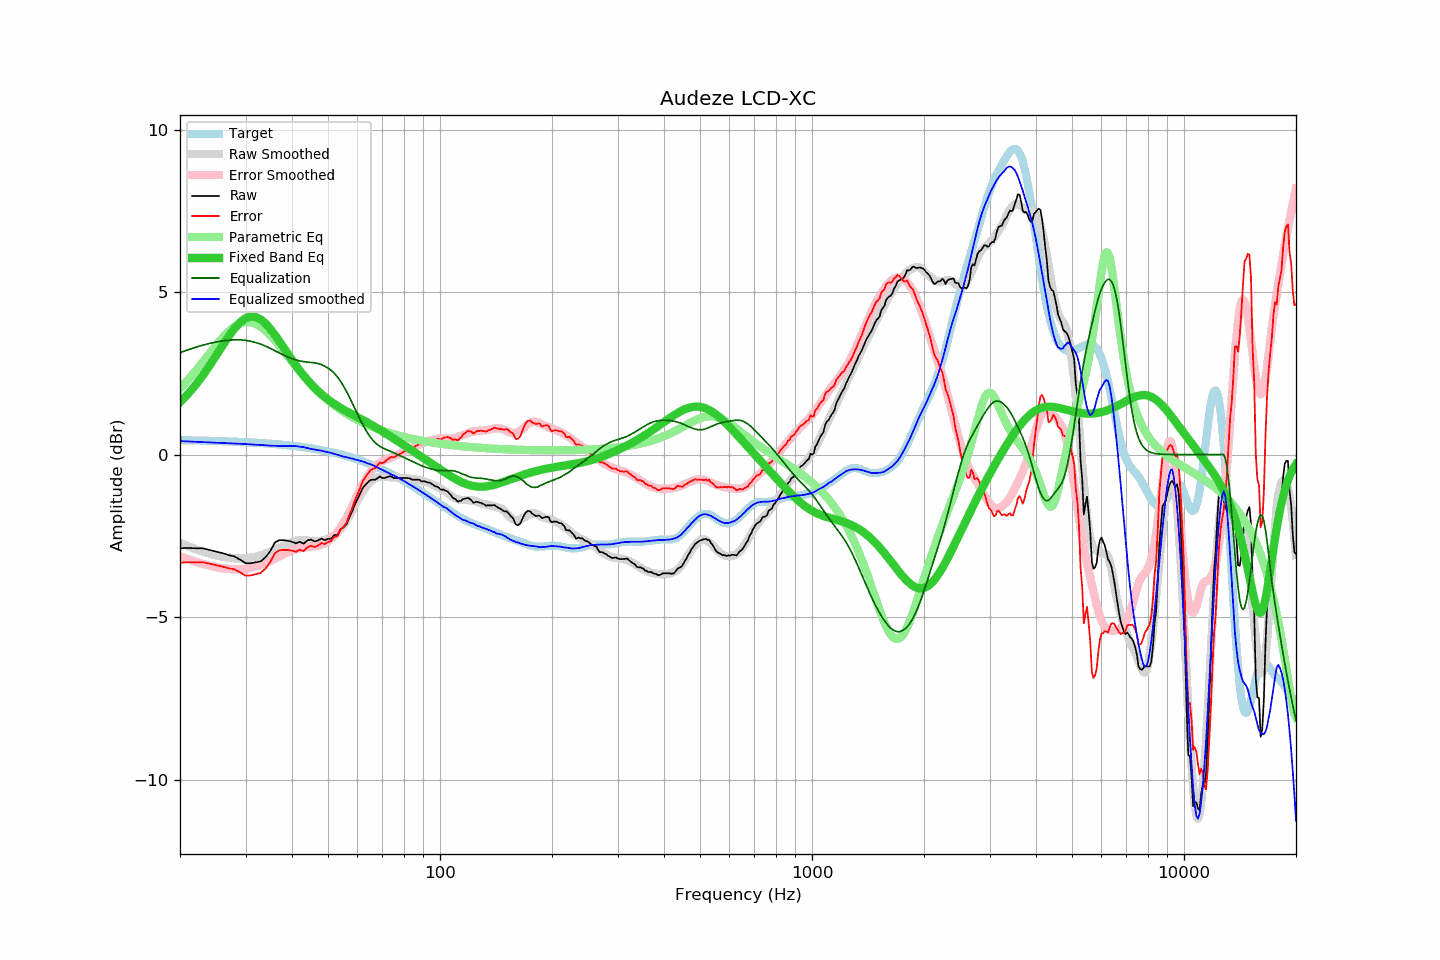 Audeze LCD-XC
Target
Raw Smoothed
Error Smoothed
Raw
Error
Parametric Eq
Fixed Band Eq
Equalization
Equalized smoothed
10
5
0
−5
−10
Amplitude (dBr)
100
1000
10000
Frequency (Hz)